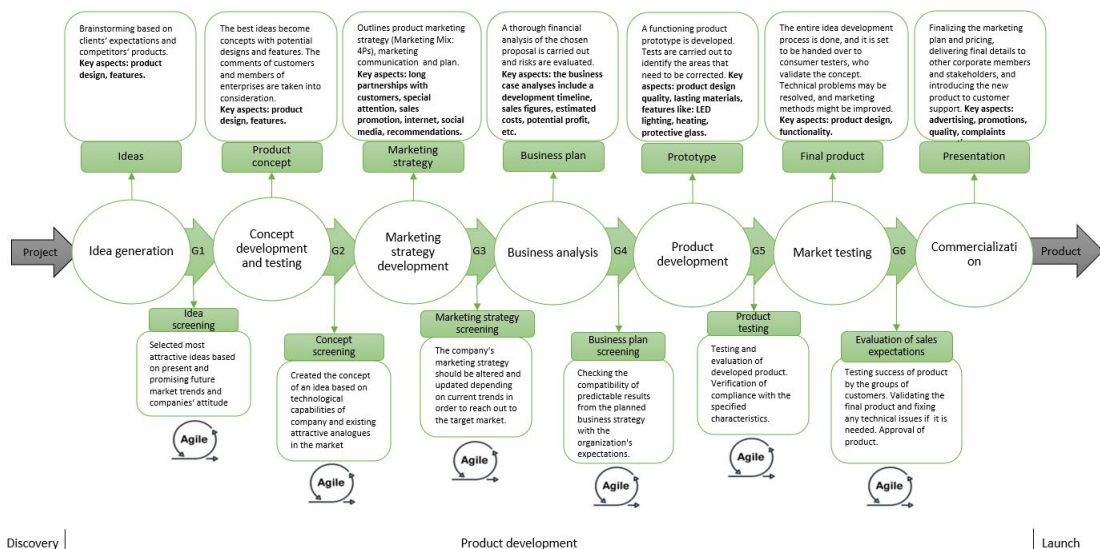 Brainstorming based on
clients' expectations and
competitors' products.
Key aspects: product
design, features.
The best ideas become
concepts with potential
designs and features. The
comments of customers
and members of
enterprises are taken into
consideration.
Key aspects: product
design, features.
Outlines product marketing
strategy (Marketing Mix:
4Ps), marketing
communication and plan.
Key aspects: long
partnerships with
customers, special
attention, sales
promotion, internet, social
media, recommendations.
A thorough financial
analysis of the chosen
proposal is carried out
and risks are evaluated.
Key aspects: the business
case analyses include a
development timeline,
sales figures, estimated
costs, potential profit,
etc.
A functioning product
prototype is developed.
Tests are carried out to
identify the areas that
need to be corrected. Key
aspects: product design
quality, lasting materials,
features like: LED
lighting, heating,
protective glass.
The entire idea development
process is done, and it is set
to be handed over to
consumer testers, who
validate the concept.
Technical problems may be
resolved, and marketing
methods might be improved.
Key aspects: product design,
functionality.
Finalizing the marketing
plan and pricing,
delivering final details to
other corporate members
and stakeholders, and
introducing the new
product to customer
support. Key aspects:
advertising, promotions,
quality, complaints
Ideas
Product
concept
Marketing
strategy
Business plan
Prototype
Final product
Presentation
Project
Idea generation
G1
Concept
development
and testing
G2
Marketing
strategy
development
G3
Business analysis
G4
Product
development
G5
Market testing
G6
Commercializati
on
Product
Idea
screening
Selected most
attractive ideas based
on present and
promising future
market trends and
companies' attitude
Agile
Concept
screening
Created the concept
of an idea based on
technological
capabilities of
company and existing
attractive analogues
in the market
Agile
Marketing strategy
screening
The company's
marketing strategy
should be altered and
updated depending
on current trends in
order to reach out to
the target market.
Agile
Business plan
screening
Checking the
compatibility of
predictable results
from the planned
business strategy
with the
organization's
expectations.
Agile
Product
testing
Testing and
evaluation of
developed product.
Verification of
compliance with the
specified
characteristics.
Agile
Evaluation of sales
expectations
Testing success of product
by the groups of
customers. Validating the
final product and fixing
any technical issues if it is
needed. Approval of
product.
Agile
Discovery
Product development
Launch